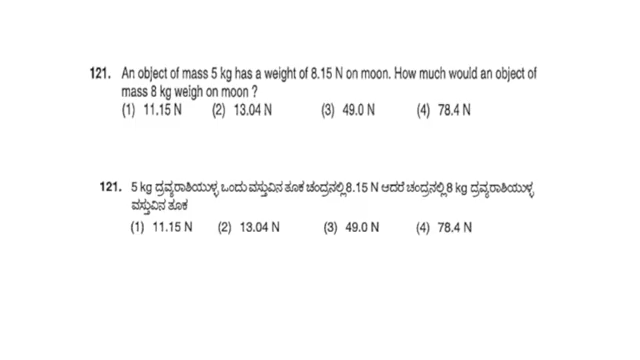 121. An object of mass 5 kg has a weight of 8.15 N on moon. How much would an object of
mass 8 kg weigh on moon ?
(1) 11.15 N (2) 13.04 N (3) 49.0 N (4) 78.4 N
121. 5 kg ದ್ರವ್ಯರಾಶಿಯುಳ್ಳ ಒಂದು ವಸ್ತುವಿನ ತೂಕ ಚಂದ್ರನಲ್ಲಿ 8.15 N ಆದರೆ ಚಂದ್ರನಲ್ಲಿ 8 kg ದ್ರವ್ಯರಾಶಿಯುಳ್ಳ
ವಸ್ತುವಿನ ತೂಕ
(1) 11.15 N (2) 13.04 N (3) 49.0 N (4) 78.4 N